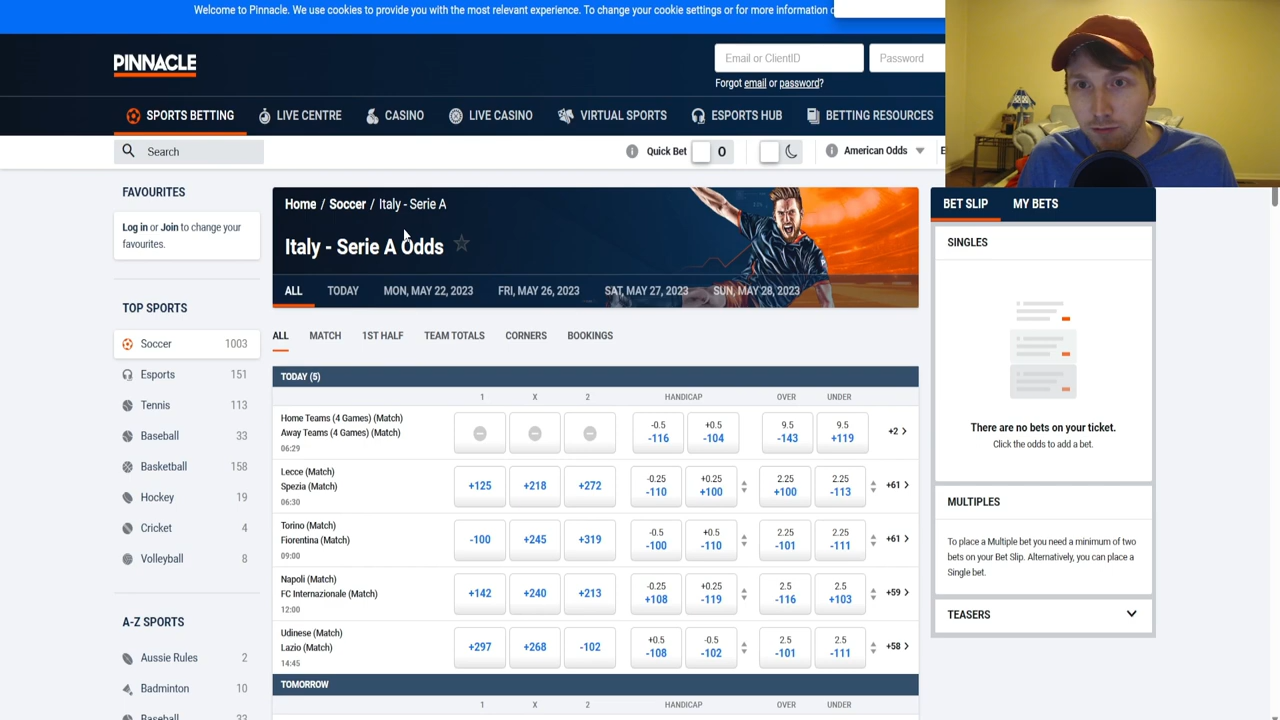 Welcome to Pinnacle. We use cookies to provide you with the most relevant experience. To change your cookie settings or for more information
PINNACLE
Email or ClientID
Password
Forgot email or password?
SPORTS BETTING
LIVE CENTRE
CASINO
LIVE CASINO
VIRTUAL SPORTS
ESPORTS HUB
BETTING RESOURCES
Search
Quick Bet
0
American Odds
FAVOURITES
Log in or Join to change your
favourites.
TOP SPORTS
Soccer 1003
Esports 151
Tennis 113
Baseball 33
Basketball 158
Hockey 19
Cricket 4
Volleyball 8
A-Z SPORTS
Aussie Rules 2
Badminton 10
Baseball 33
Home / Soccer / Italy - Serie A
Italy - Serie A Odds
ALL TODAY MON, MAY 22, 2023 FRI, MAY 26, 2023 SAT, MAY 27, 2023 SUN, MAY 28, 2023
ALL MATCH 1ST HALF TEAM TOTALS CORNERS BOOKINGS
TODAY (5)
1 X 2 HANDICAP OVER UNDER
Home Teams (4 Games) (Match)
Away Teams (4 Games) (Match)
06:29
-0.5 +0.5 9.5 9.5
-116 -104 -143 +119
+2
Lecce (Match)
Spezia (Match)
06:30
+125 +218 +272
-0.25 +0.25 2.25 2.25
-110 +100 +100 -113
+61
Torino (Match)
Fiorentina (Match)
09:00
-100 +245 +319
-0.5 +0.5 2.25 2.25
-100 -110 -101 -111
+61
Napoli (Match)
FC Internazionale (Match)
12:00
+142 +240 +213
-0.25 +0.25 2.5 2.5
+108 -119 -116 +103
+59
Udinese (Match)
Lazio (Match)
14:45
+297 +268 -102
+0.5 -0.5 2.5 2.5
-108 -102 -101 -111
+58
TOMORROW
1 X 2 HANDICAP OVER UNDER
BET SLIP
MY BETS
SINGLES
There are no bets on your ticket.
Click the odds to add a bet.
MULTIPLES
To place a Multiple bet you need a minimum of two
bets on your Bet Slip. Alternatively, you can place a
Single bet.
TEASERS